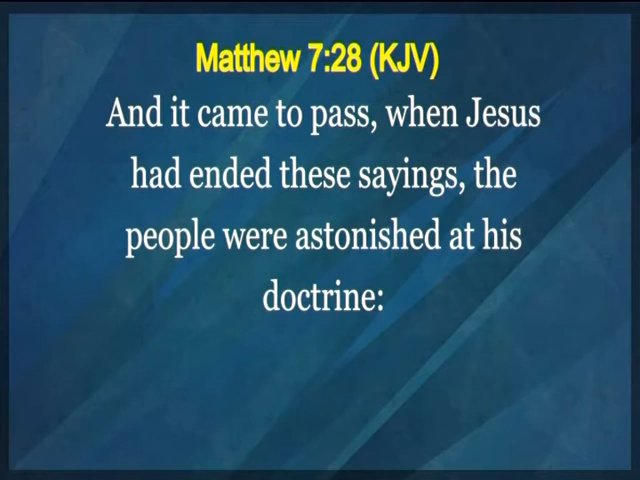 Matthew 7:28 (KJV)
And it came to pass, when Jesus
had ended these sayings, the
people were astonished at his
doctrine: